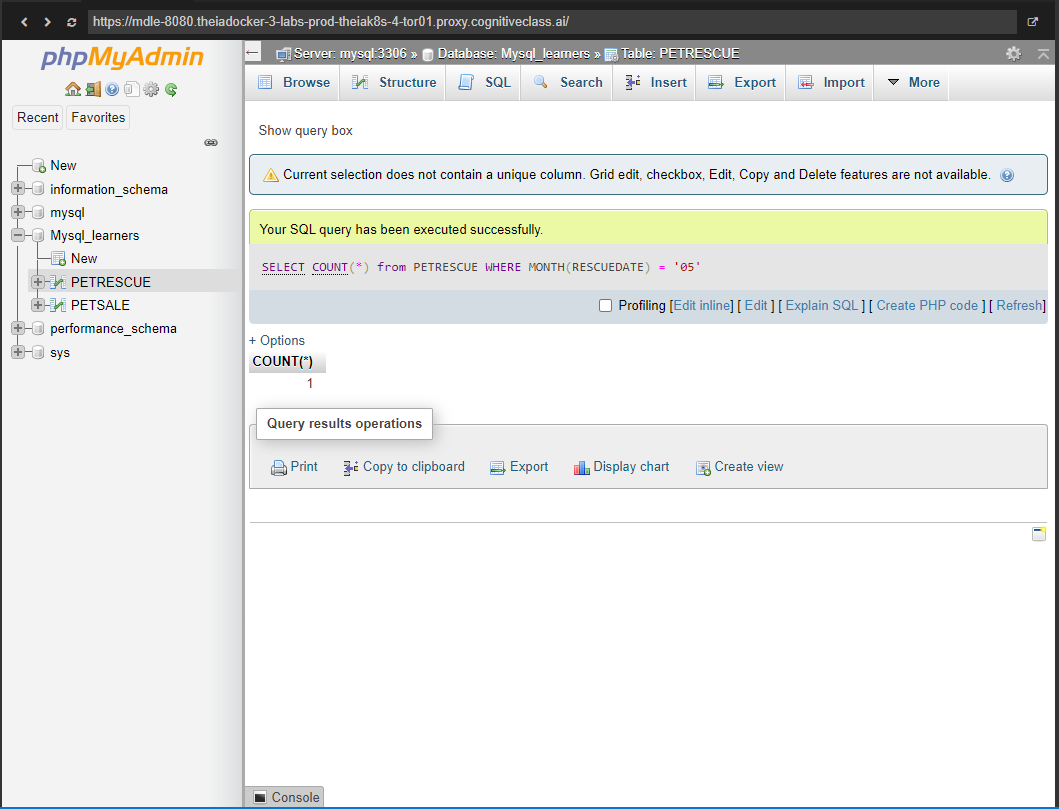 https://mdle-8080.theiadocker-3-labs-prod-theiak8s-4-tor01.proxy.cognitiveclass.ai/
phpMyAdmin
Recent Favorites
New
information_schema
mysql
Mysql_learners
New
PETRESCUE
PETSALE
performance_schema
sys
Server: mysql:3306 » Database: Mysql_learners » Table: PETRESCUE
Browse Structure SQL Search Insert Export Import More
Show query box
Current selection does not contain a unique column. Grid edit, checkbox, Edit, Copy and Delete features are not available.
Your SQL query has been executed successfully.
SELECT COUNT(*) from PETRESCUE WHERE MONTH(RESCUEDATE) = '05'
Profiling [Edit inline] [ Edit ] [ Explain SQL ] [ Create PHP code ] [ Refresh]
+ Options
COUNT(*)
1
Query results operations
Print Copy to clipboard Export Display chart Create view
Console